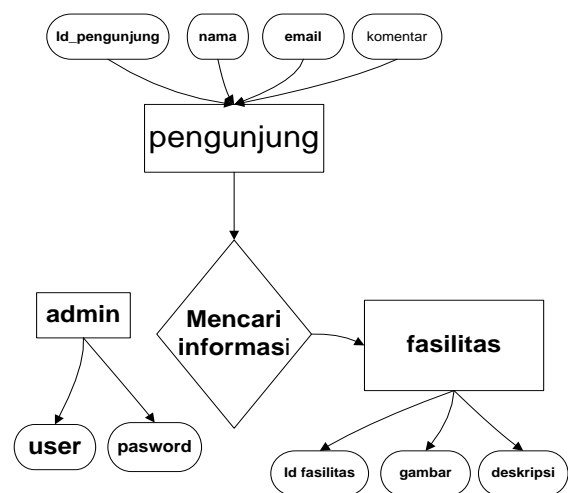 Id_pengunjung
nama
email
komentar
pengunjung
admin
Mencari
informasi
fasilitas
user
pasword
Id fasilitas
gambar
deskripsi